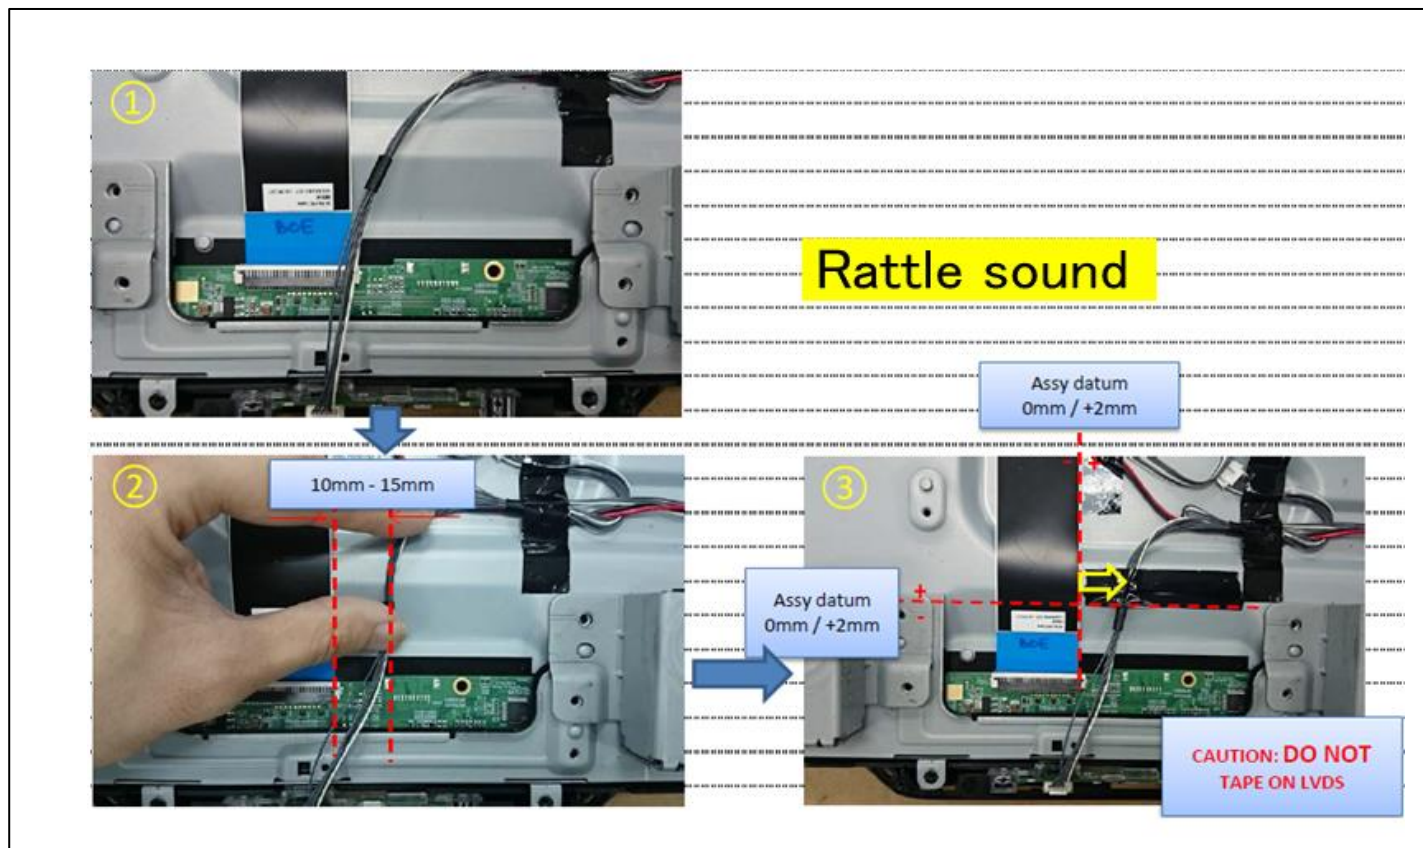 ①
Rattle sound
Assy datum
0mm / +2mm
②
10mm - 15mm
③
Assy datum
0mm / +2mm
+
-
- +
BOE
BOE
CAUTION: DO NOT
TAPE ON LVDS